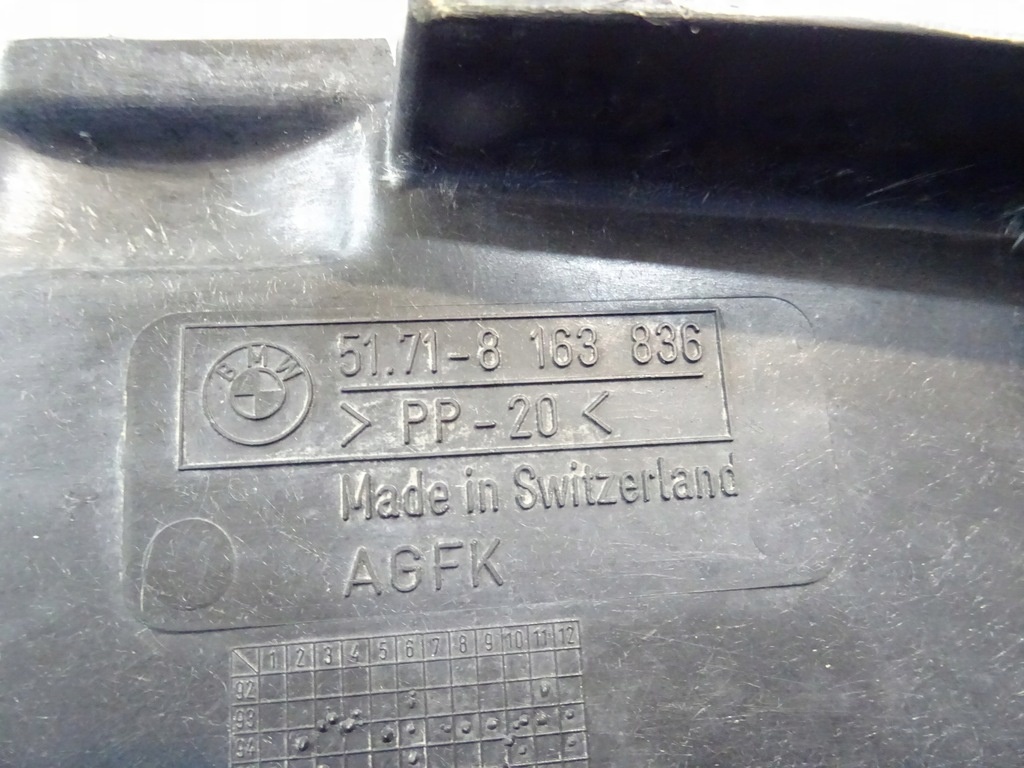 BMW
51.71-8 163 836
> PP-20 <
Made in Switzerland
AGFK
1 2 3 4 5 6 7 8 9 10 11 12
92
93
94